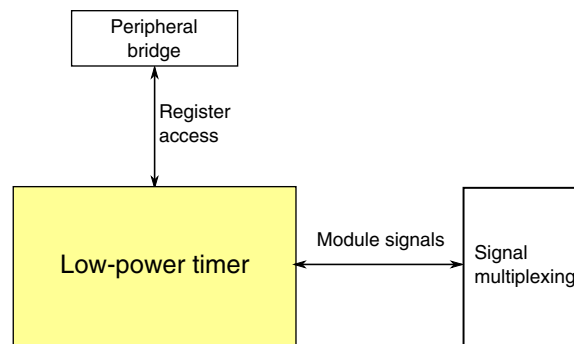 Peripheral
bridge
Register
access
Low-power timer
Module signals
Signal
multiplexing